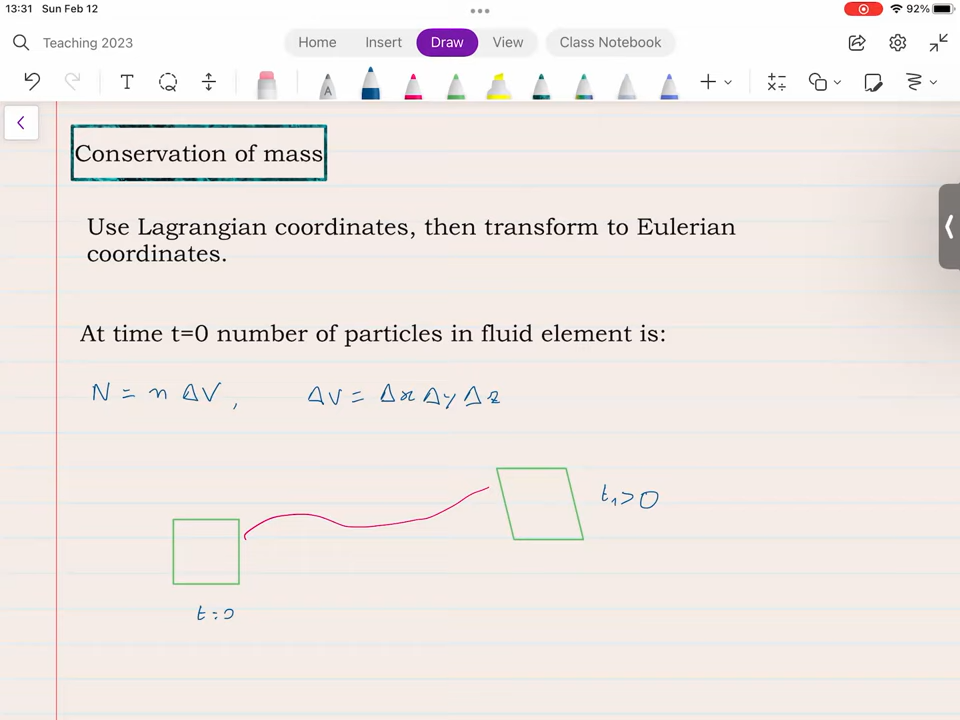 13:31 Sun Feb 12
92%
Teaching 2023
Home Insert Draw View Class Notebook
T
A
Conservation of mass
Use Lagrangian coordinates, then transform to Eulerian
coordinates.
At time t=0 number of particles in fluid element is:
N = n ΔV, ΔV = Δx Δy Δz
t₁>0
t=0